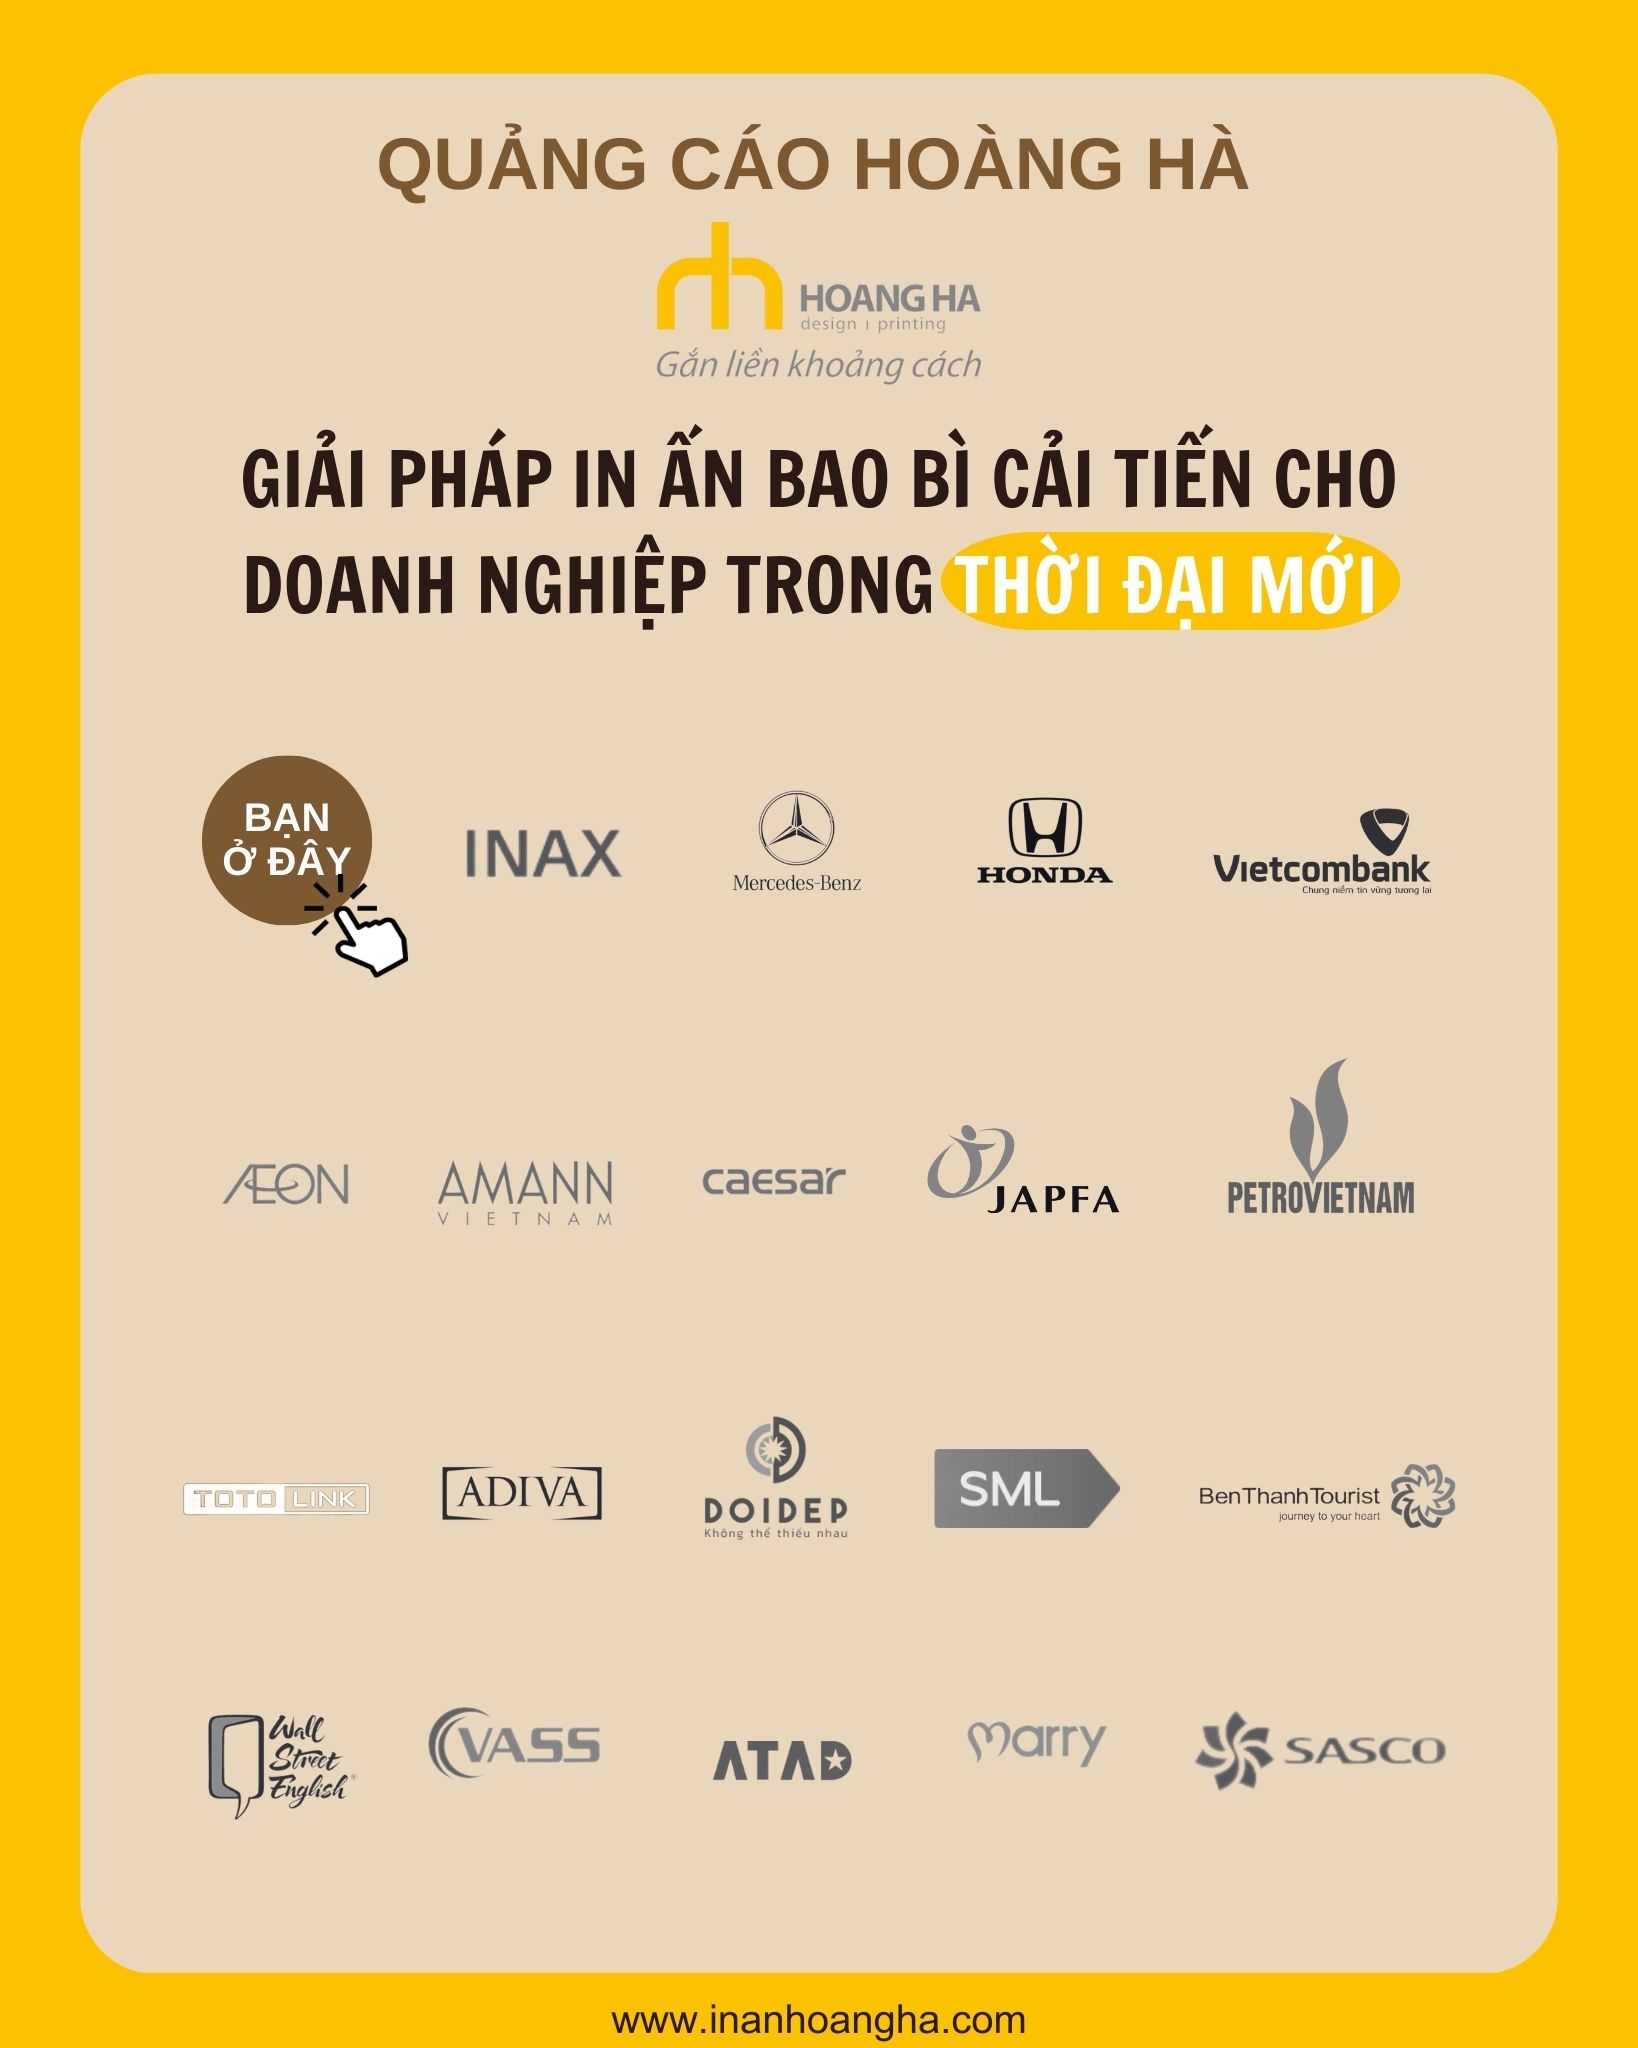 QUẢNG CÁO HOÀNG HÀ
HOANG HA
design | printing
Gắn liền khoảng cách
GIẢI PHÁP IN ẤN BAO BÌ CẢI TIẾN CHO
DOANH NGHIỆP TRONG THỜI ĐẠI MỚI
BẠN
Ở ĐÂY
INAX
Mercedes-Benz
HONDA
Vietcombank
Chung niềm tin vững tương lai
ÆON
AMANN
VIETNAM
caesar
JAPFA
PETROVIETNAM
TOTO LINK
ADIVA
DOIDEP
Không thể thiếu nhau
SML
BenThanhTourist
journey to your heart
Wall
Street
English®
VASS
ATAD
marry
SASCO
www.inanhoangha.com